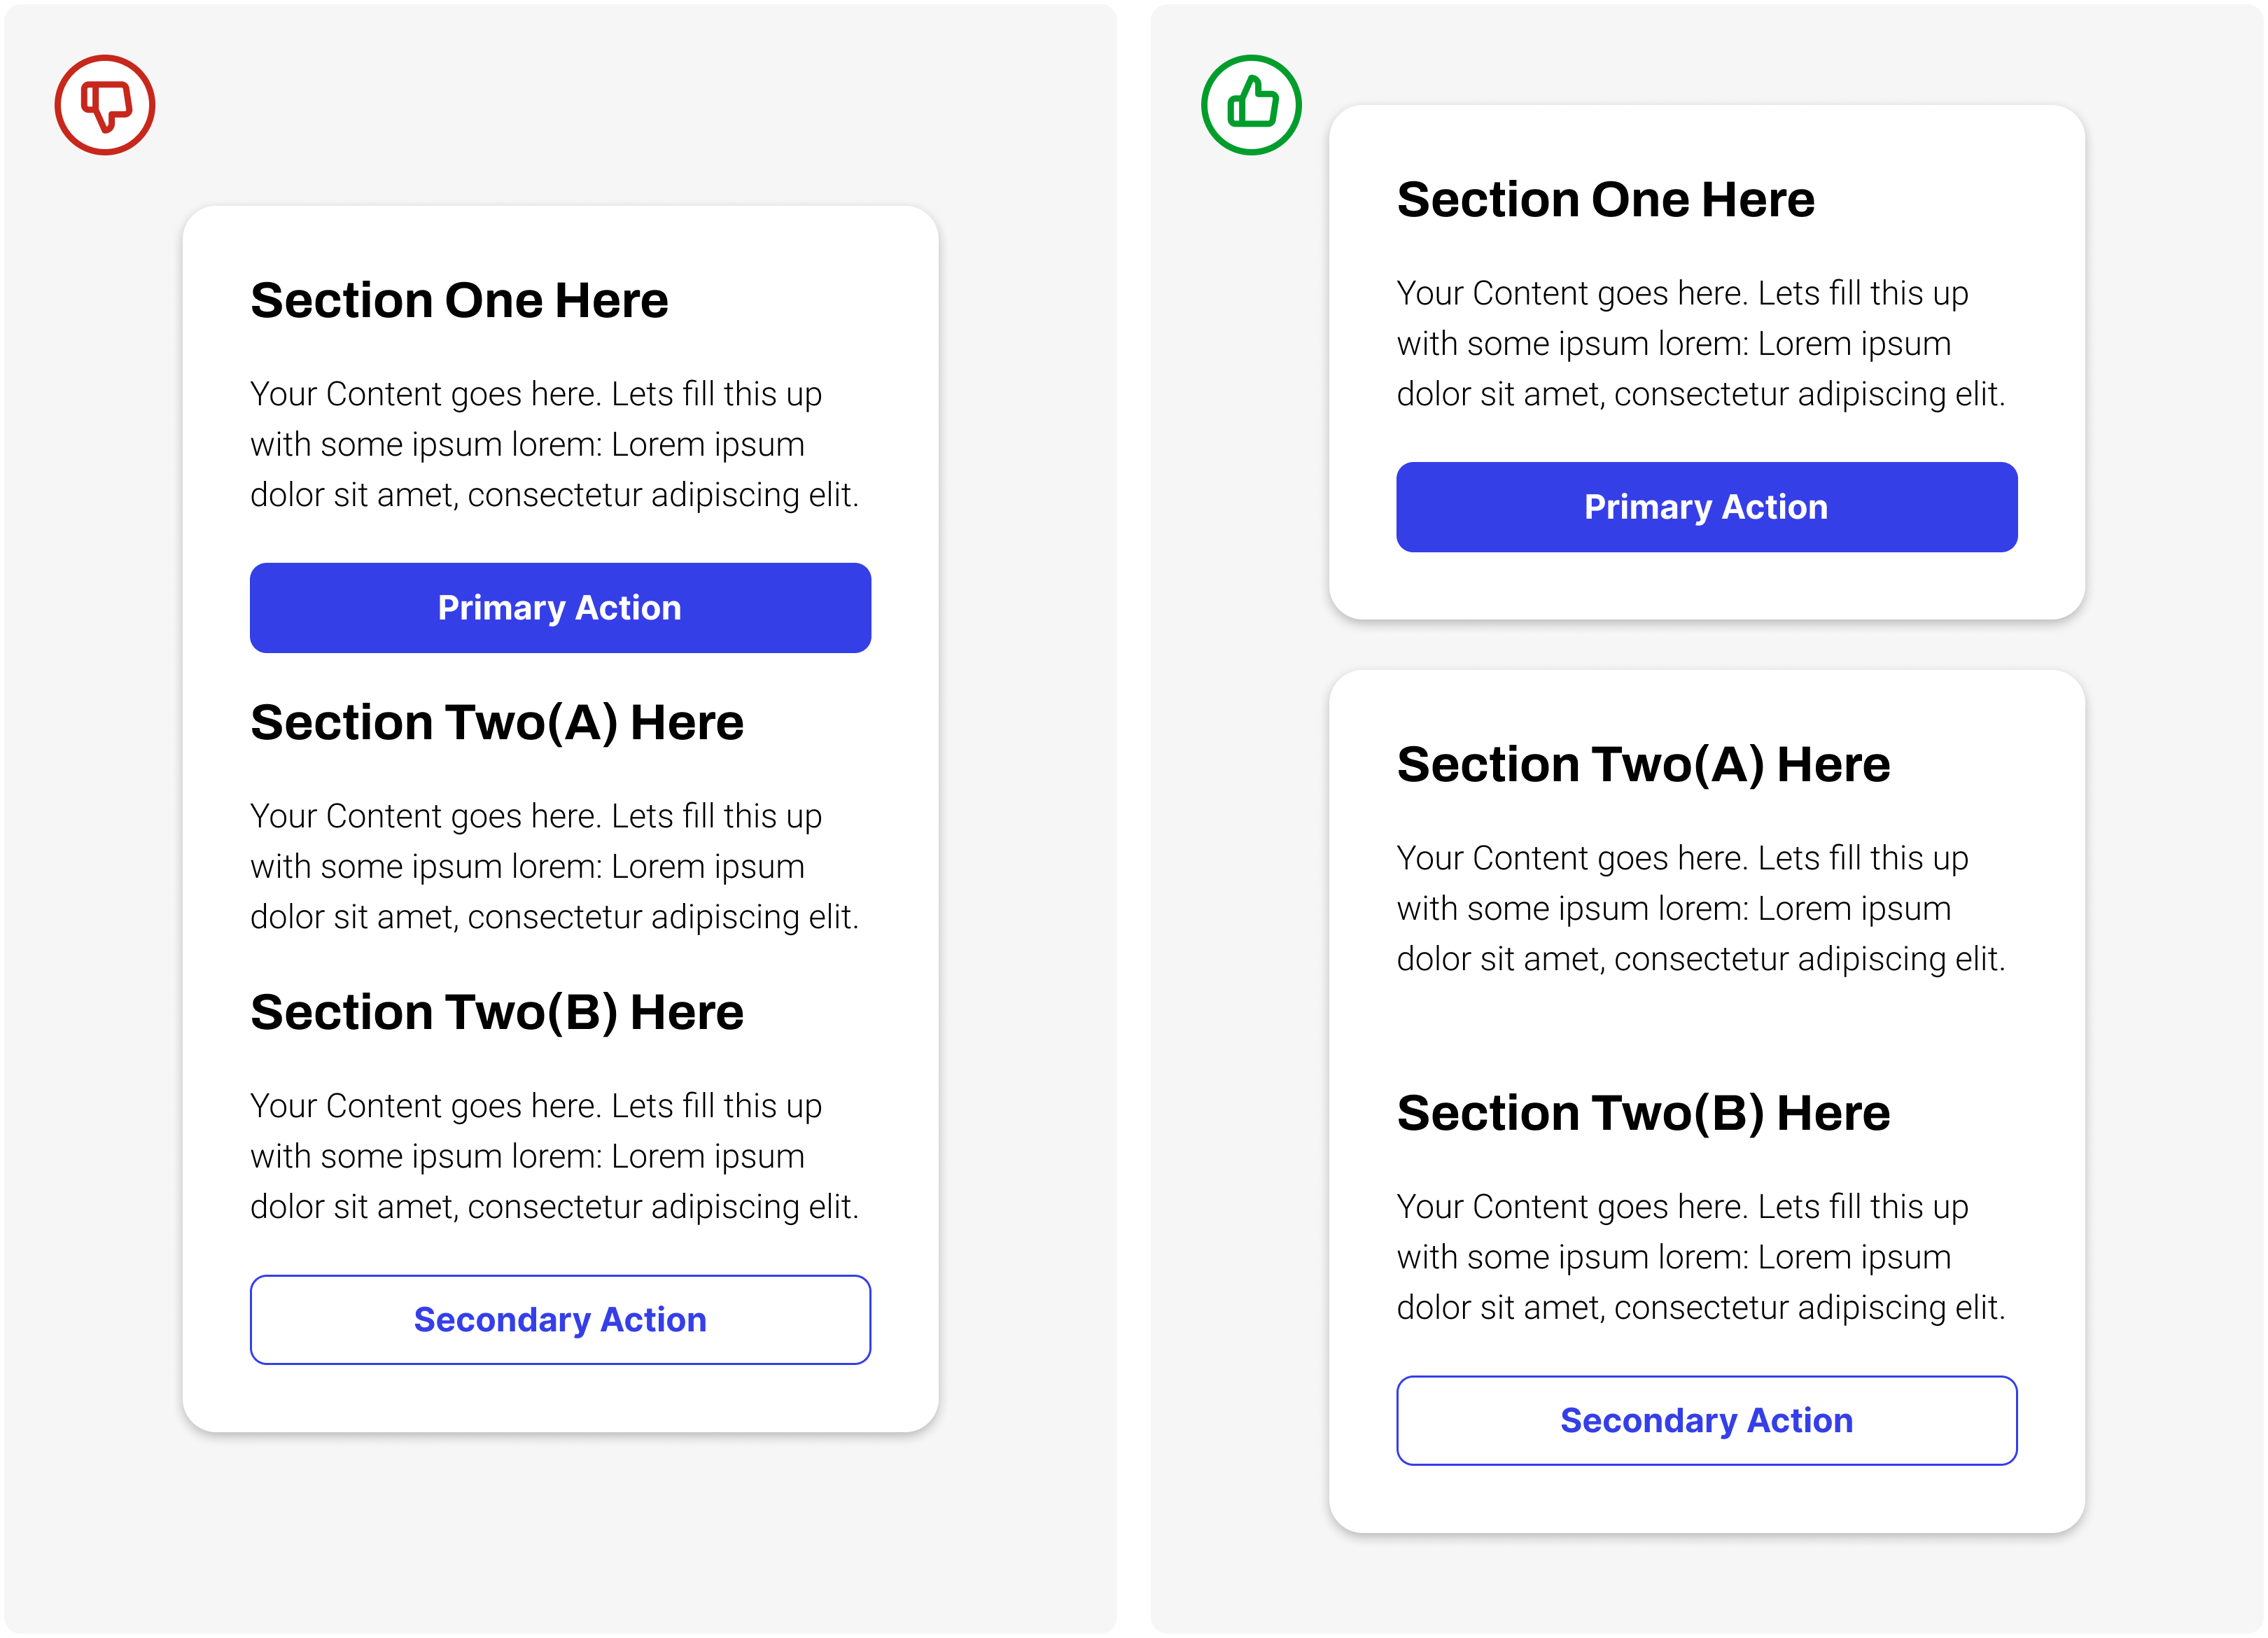 Section One Here
Your Content goes here. Lets fill this up
with some ipsum lorem: Lorem ipsum
dolor sit amet, consectetur adipiscing elit.
Primary Action
Section Two(A) Here
Your Content goes here. Lets fill this up
with some ipsum lorem: Lorem ipsum
dolor sit amet, consectetur adipiscing elit.
Section Two(B) Here
Your Content goes here. Lets fill this up
with some ipsum lorem: Lorem ipsum
dolor sit amet, consectetur adipiscing elit.
Secondary Action
Section One Here
Your Content goes here. Lets fill this up
with some ipsum lorem: Lorem ipsum
dolor sit amet, consectetur adipiscing elit.
Primary Action
Section Two(A) Here
Your Content goes here. Lets fill this up
with some ipsum lorem: Lorem ipsum
dolor sit amet, consectetur adipiscing elit.
Section Two(B) Here
Your Content goes here. Lets fill this up
with some ipsum lorem: Lorem ipsum
dolor sit amet, consectetur adipiscing elit.
Secondary Action